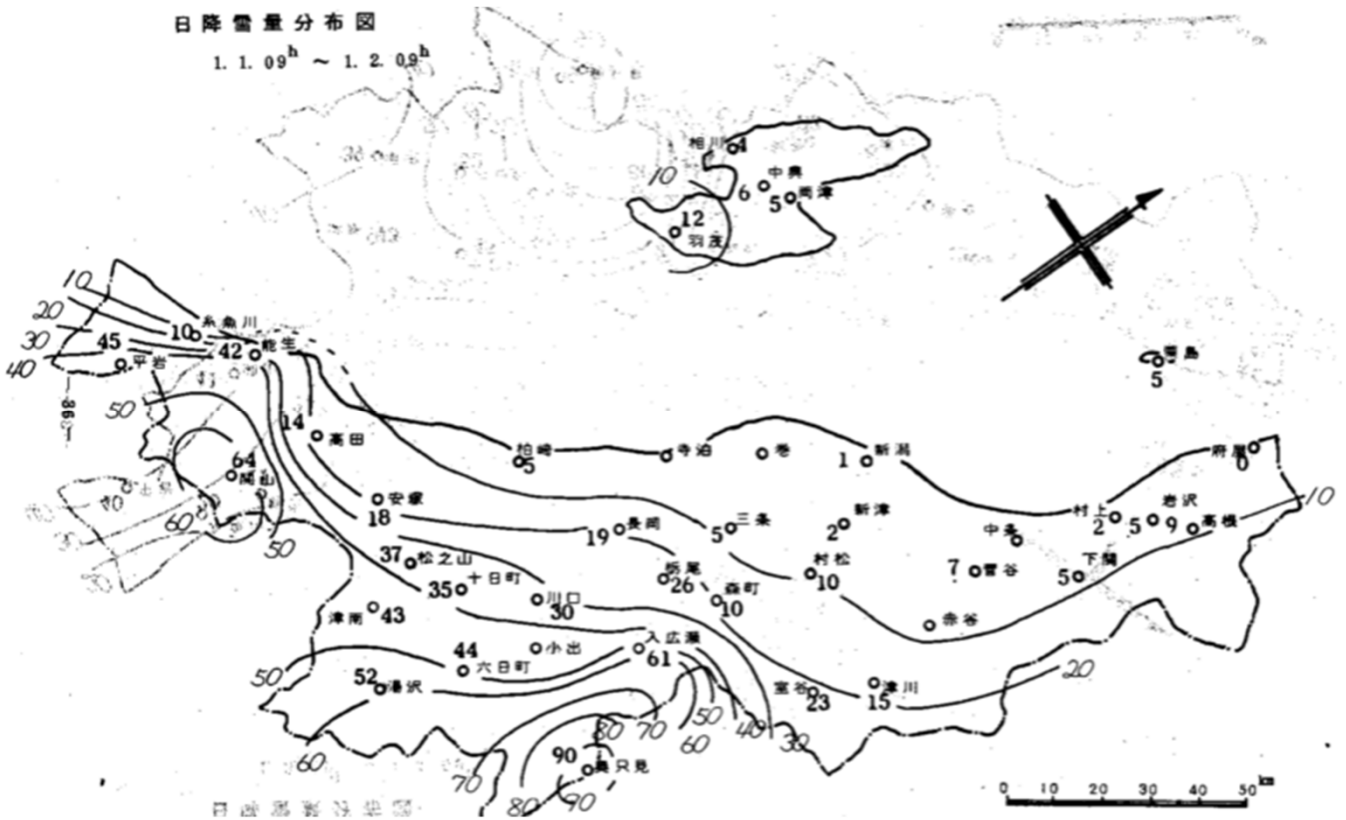 日降雪量分布図
1. 1. 09ʰ ～ 1. 2. 09ʰ
相川 4
中興 6
両津 5
10
12 羽茂
10
20
30
40
糸魚川 10
能生 42
45 平岩
粟島 5
50
14 高田
64 関山
60
50
安塚 18
柏崎 5
寺泊
巻
新潟 1
府屋 0
10
村上 2
岩沢 5
高根 9
長岡 19
三条 5
新津 2
中条
下関 5
菅谷 7
村松 10
37 松之山
35 十日町
栃尾 26
森町 10
川口 30
津南 43
赤谷
小出
入広瀬 61
44 六日町
50
52 湯沢
室谷 23
津川 15
20
60
70
80
90 奥只見
90
80
70
60
50
40
30
0 10 20 30 40 50 km